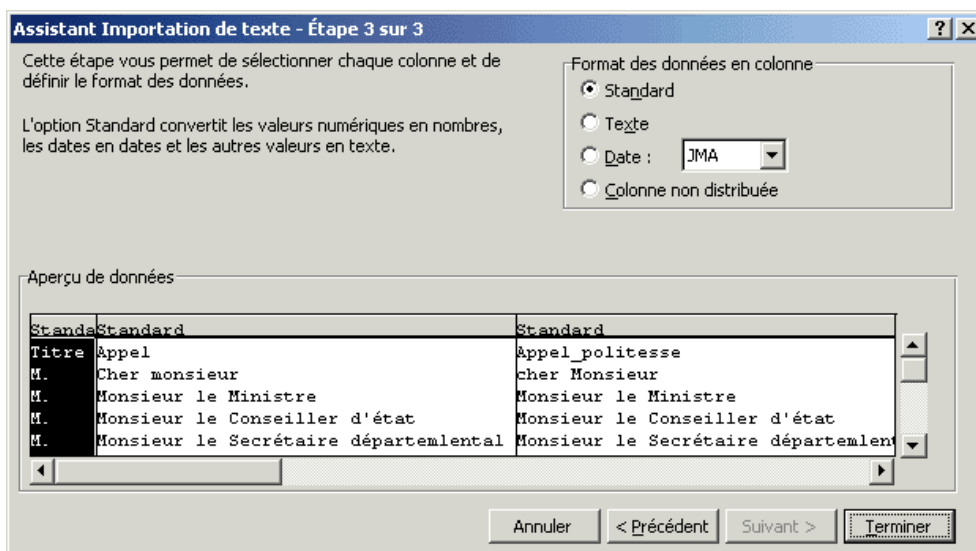 Assistant Importation de texte - Étape 3 sur 3
Cette étape vous permet de sélectionner chaque colonne et de
définir le format des données.
L'option Standard convertit les valeurs numériques en nombres,
les dates en dates et les autres valeurs en texte.
Format des données en colonne
Standard
Texte
Date : JMA
Colonne non distribuée
Aperçu de données
Standa Standard Standard
Titre Appel Appel_politesse
M. Cher monsieur cher Monsieur
M. Monsieur le Ministre Monsieur le Ministre
M. Monsieur le Conseiller d'état Monsieur le Conseiller d'état
M. Monsieur le Secrétaire départemlental Monsieur le Secrétaire départemlent
Annuler < Précédent Suivant > Terminer